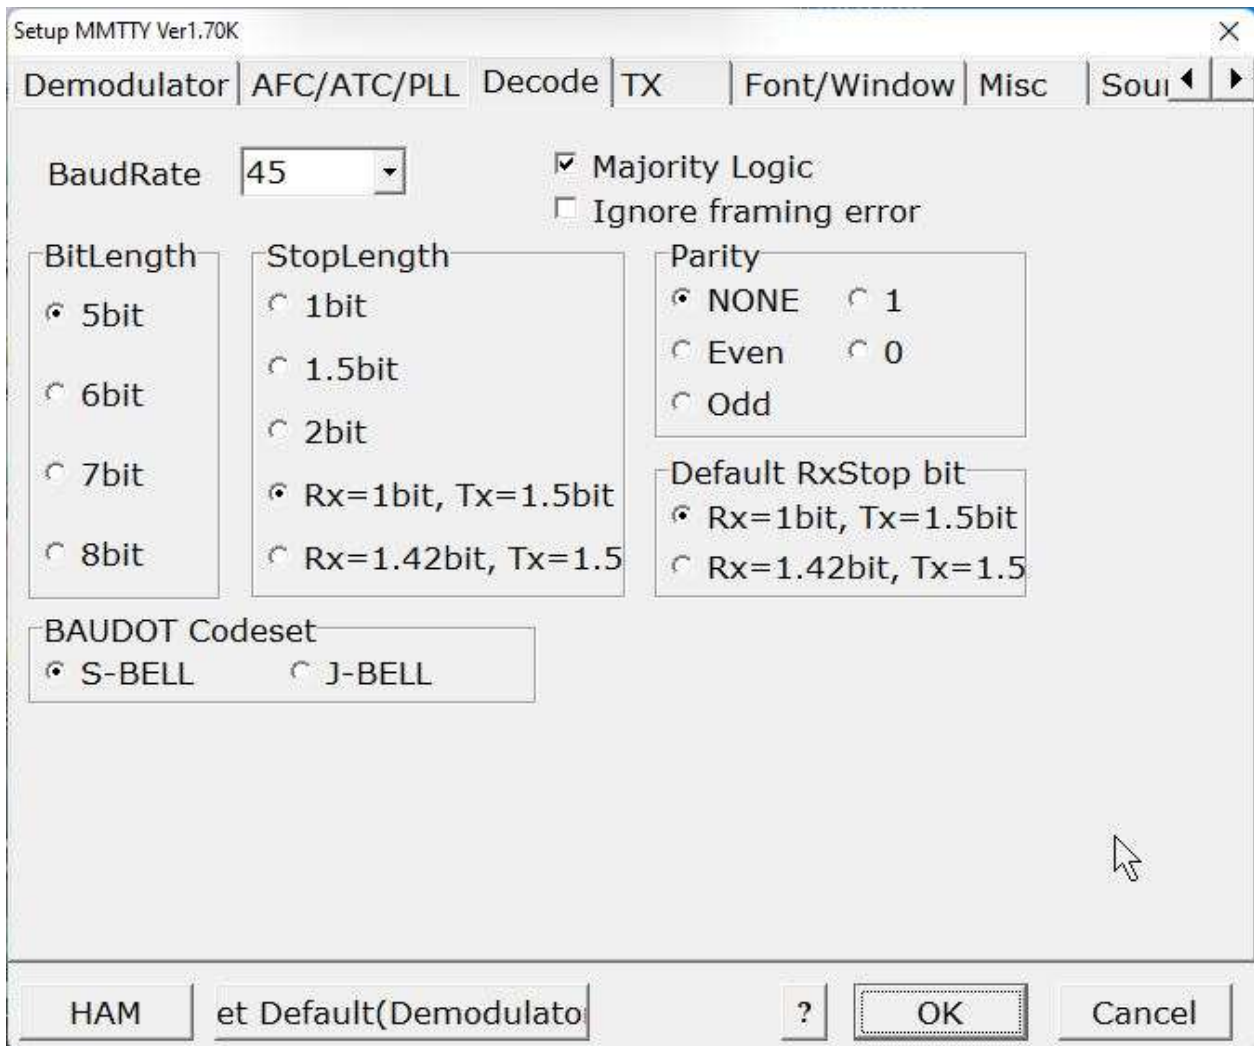 Setup MMTTY Ver1.70K
Demodulator AFC/ATC/PLL Decode TX Font/Window Misc Soun
BaudRate 45
Majority Logic
Ignore framing error
BitLength
5bit
6bit
7bit
8bit
StopLength
1bit
1.5bit
2bit
Rx=1bit, Tx=1.5bit
Rx=1.42bit, Tx=1.5
Parity
NONE 1
Even 0
Odd
Default RxStop bit
Rx=1bit, Tx=1.5bit
Rx=1.42bit, Tx=1.5
BAUDOT Codeset
S-BELL J-BELL
HAM et Default(Demodulato ? OK Cancel